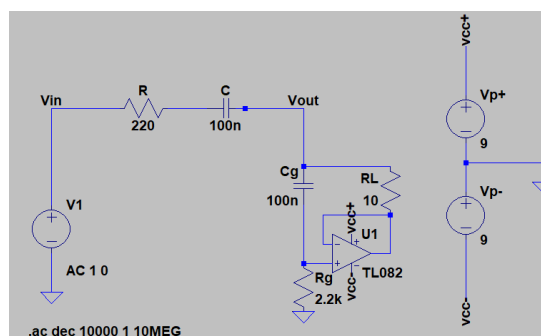 vcc+
R
C
Vin
Vout
220
100n
Vp+
9
Cg
RL
100n
10
vcc+
U1
V1
Vp-
9
TL082
AC 1 0
Rg
2.2k
vcc-
vcc-
.ac dec 10000 1 10MEG